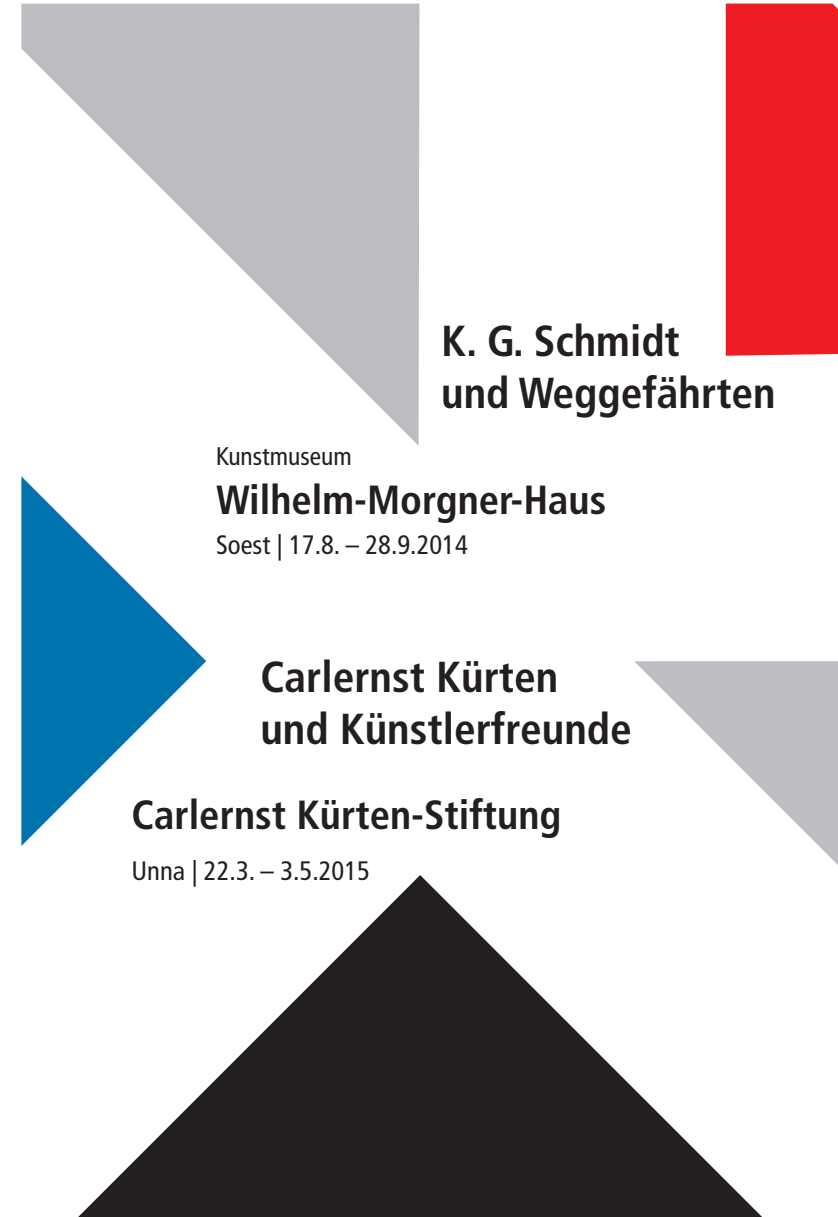 K. G. Schmidt
und Weggefährten
Kunstmuseum
Wilhelm-Morgner-Haus
Soest | 17.8. – 28.9.2014
Carlernst Kürten
und Künstlerfreunde
Carlernst Kürten-Stiftung
Unna | 22.3. – 3.5.2015